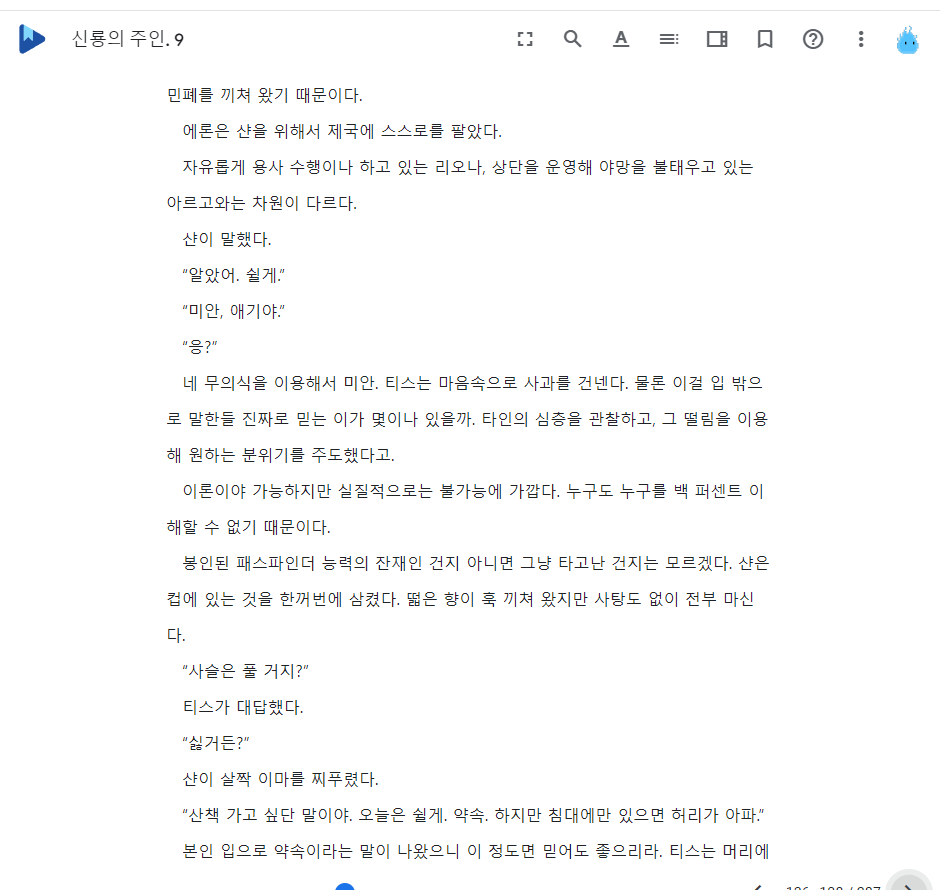 신룡의 주인. 9
민폐를 끼쳐 왔기 때문이다.
에론은 샨을 위해서 제국에 스스로를 팔았다.
자유롭게 용사 수행이나 하고 있는 리오나, 상단을 운영해 야망을 불태우고 있는
아르고와는 차원이 다르다.
샨이 말했다.
“알았어. 쉴게.”
“미안, 애기야.”
“응?”
네 무의식을 이용해서 미안. 티스는 마음속으로 사과를 건넨다. 물론 이걸 입 밖으
로 말한들 진짜로 믿는 이가 몇이나 있을까. 타인의 심층을 관찰하고, 그 떨림을 이용
해 원하는 분위기를 주도했다고.
이론이야 가능하지만 실질적으로는 불가능에 가깝다. 누구도 누구를 백 퍼센트 이
해할 수 없기 때문이다.
봉인된 패스파인더 능력의 잔재인 건지 아니면 그냥 타고난 건지는 모르겠다. 샨은
컵에 있는 것을 한꺼번에 삼켰다. 떫은 향이 훅 끼쳐 왔지만 사탕도 없이 전부 마신
다.
“사슬은 풀 거지?”
티스가 대답했다.
“싫거든?”
샨이 살짝 이마를 찌푸렸다.
“산책 가고 싶단 말이야. 오늘은 쉴게. 약속. 하지만 침대에만 있으면 허리가 아파.”
본인 입으로 약속이라는 말이 나왔으니 이 정도면 믿어도 좋으리라. 티스는 머리에